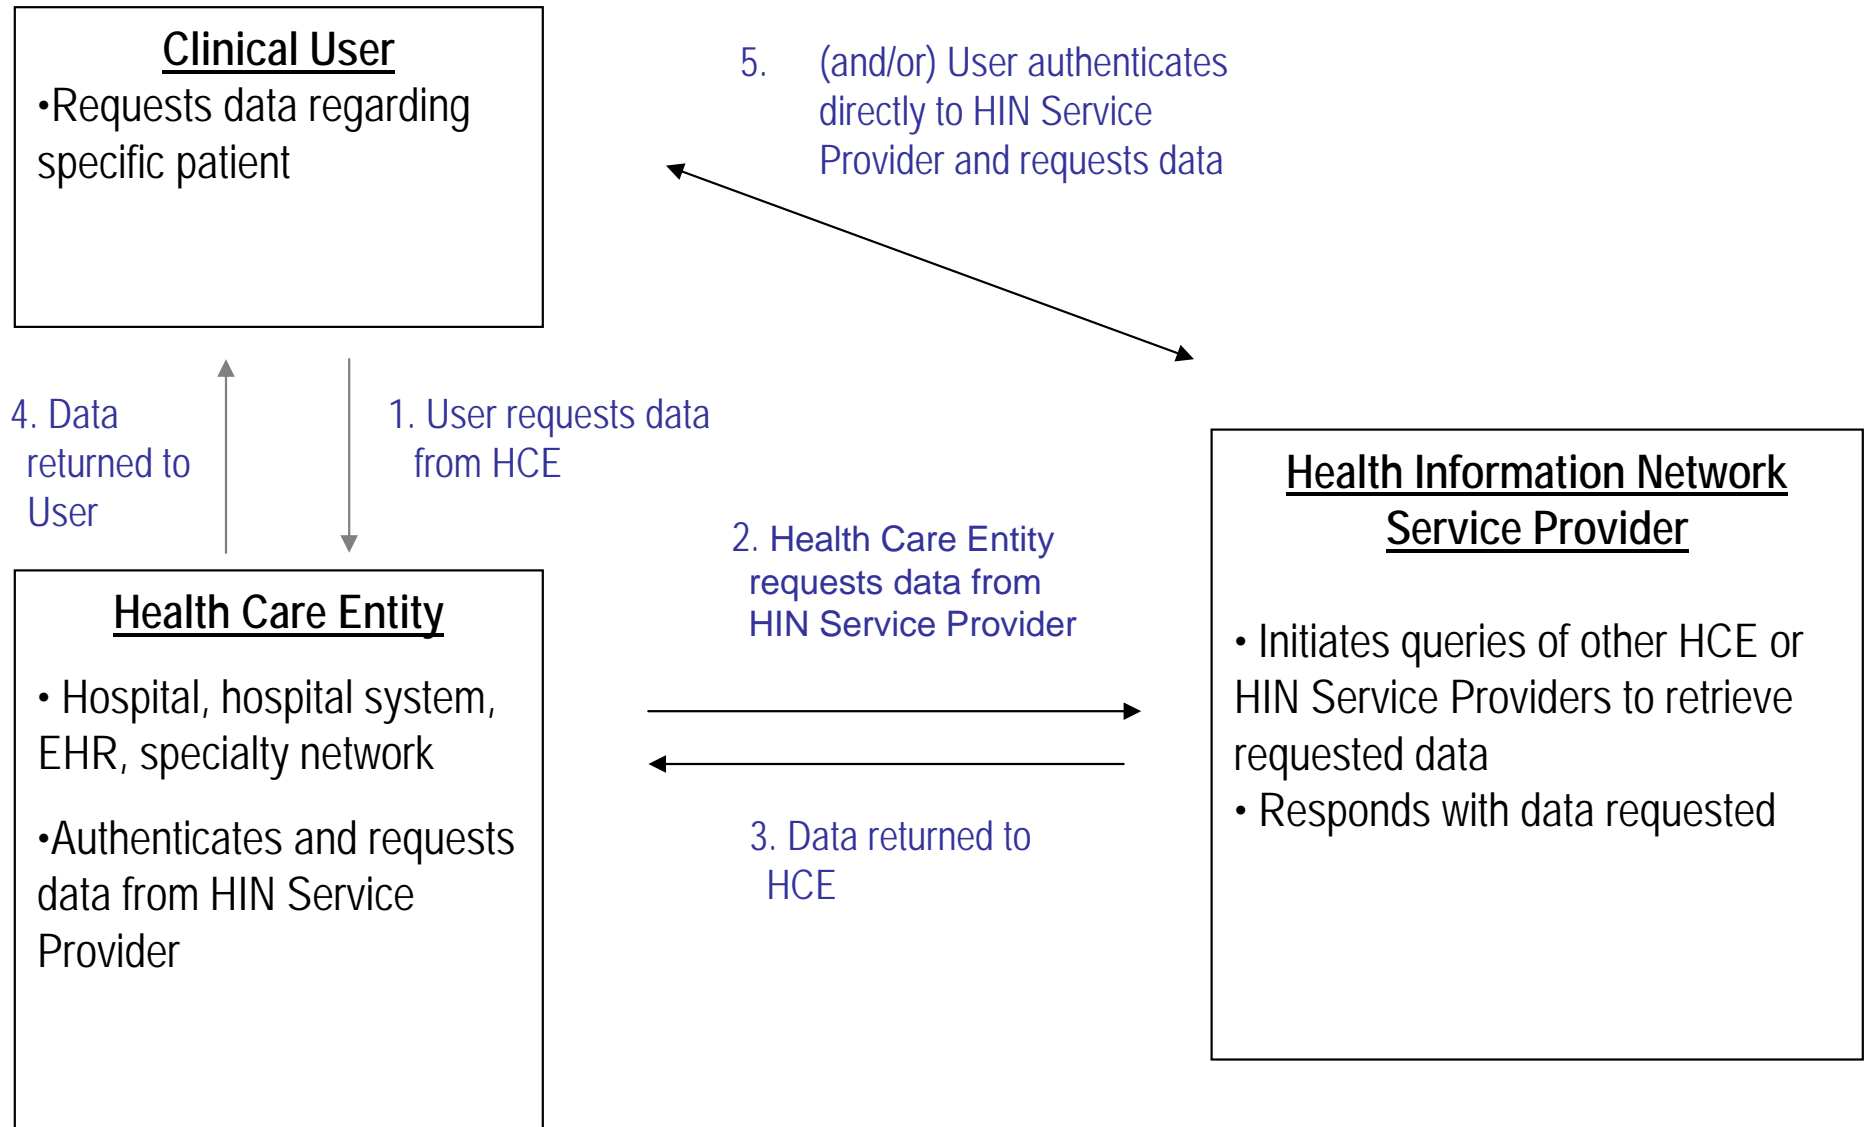 Clinical User
•Requests data regarding
specific patient
5. (and/or) User authenticates
directly to HIN Service
Provider and requests data
4. Data
returned to
User
1. User requests data
from HCE
Health Care Entity
• Hospital, hospital system,
EHR, specialty network
•Authenticates and requests
data from HIN Service
Provider
2. Health Care Entity
requests data from
HIN Service Provider
3. Data returned to
HCE
Health Information Network
Service Provider
• Initiates queries of other HCE or
HIN Service Providers to retrieve
requested data
• Responds with data requested